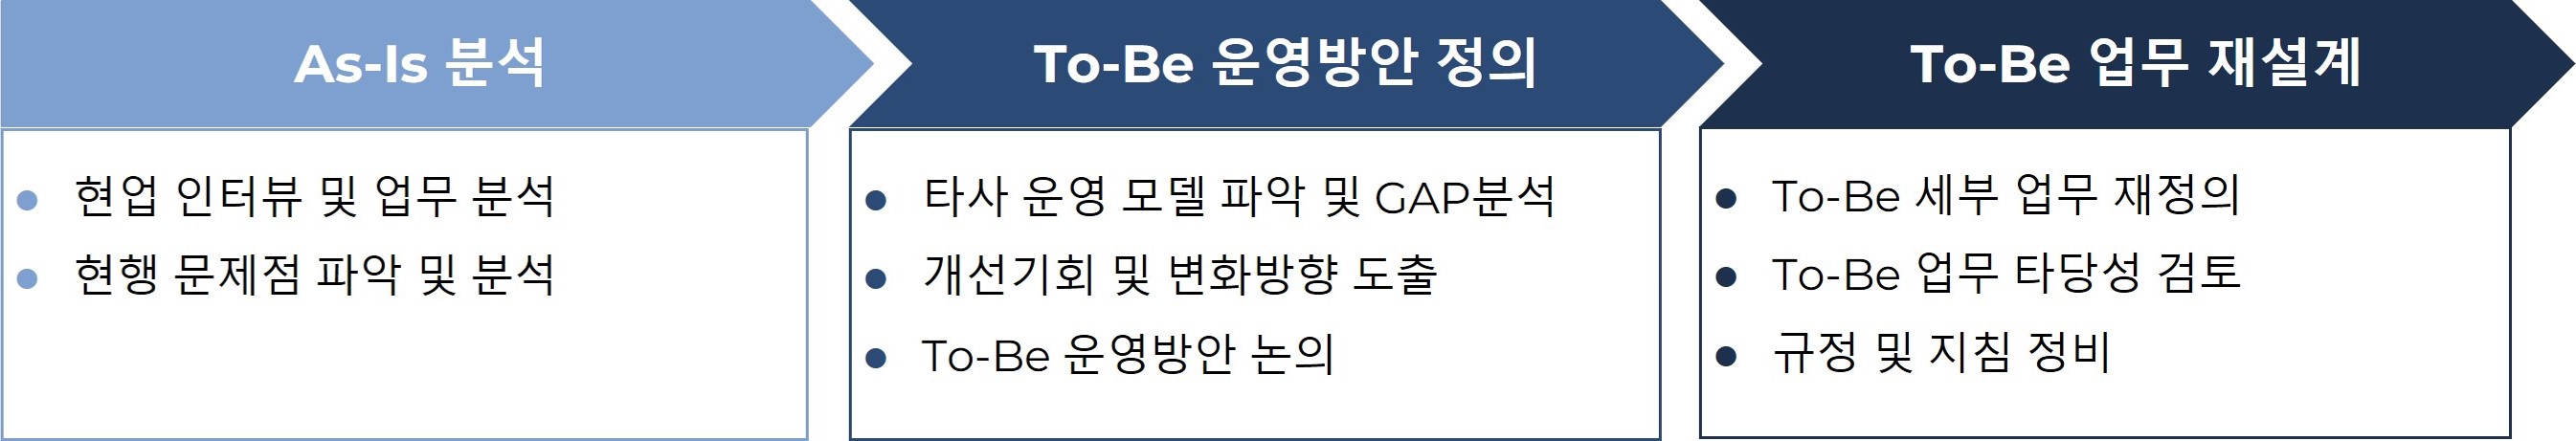 As-Is 분석
현업 인터뷰 및 업무 분석
현행 문제점 파악 및 분석
To-Be 운영방안 정의
타사 운영 모델 파악 및 GAP분석
개선기회 및 변화방향 도출
To-Be 운영방안 논의
To-Be 업무 재설계
To-Be 세부 업무 재정의
To-Be 업무 타당성 검토
규정 및 지침 정비